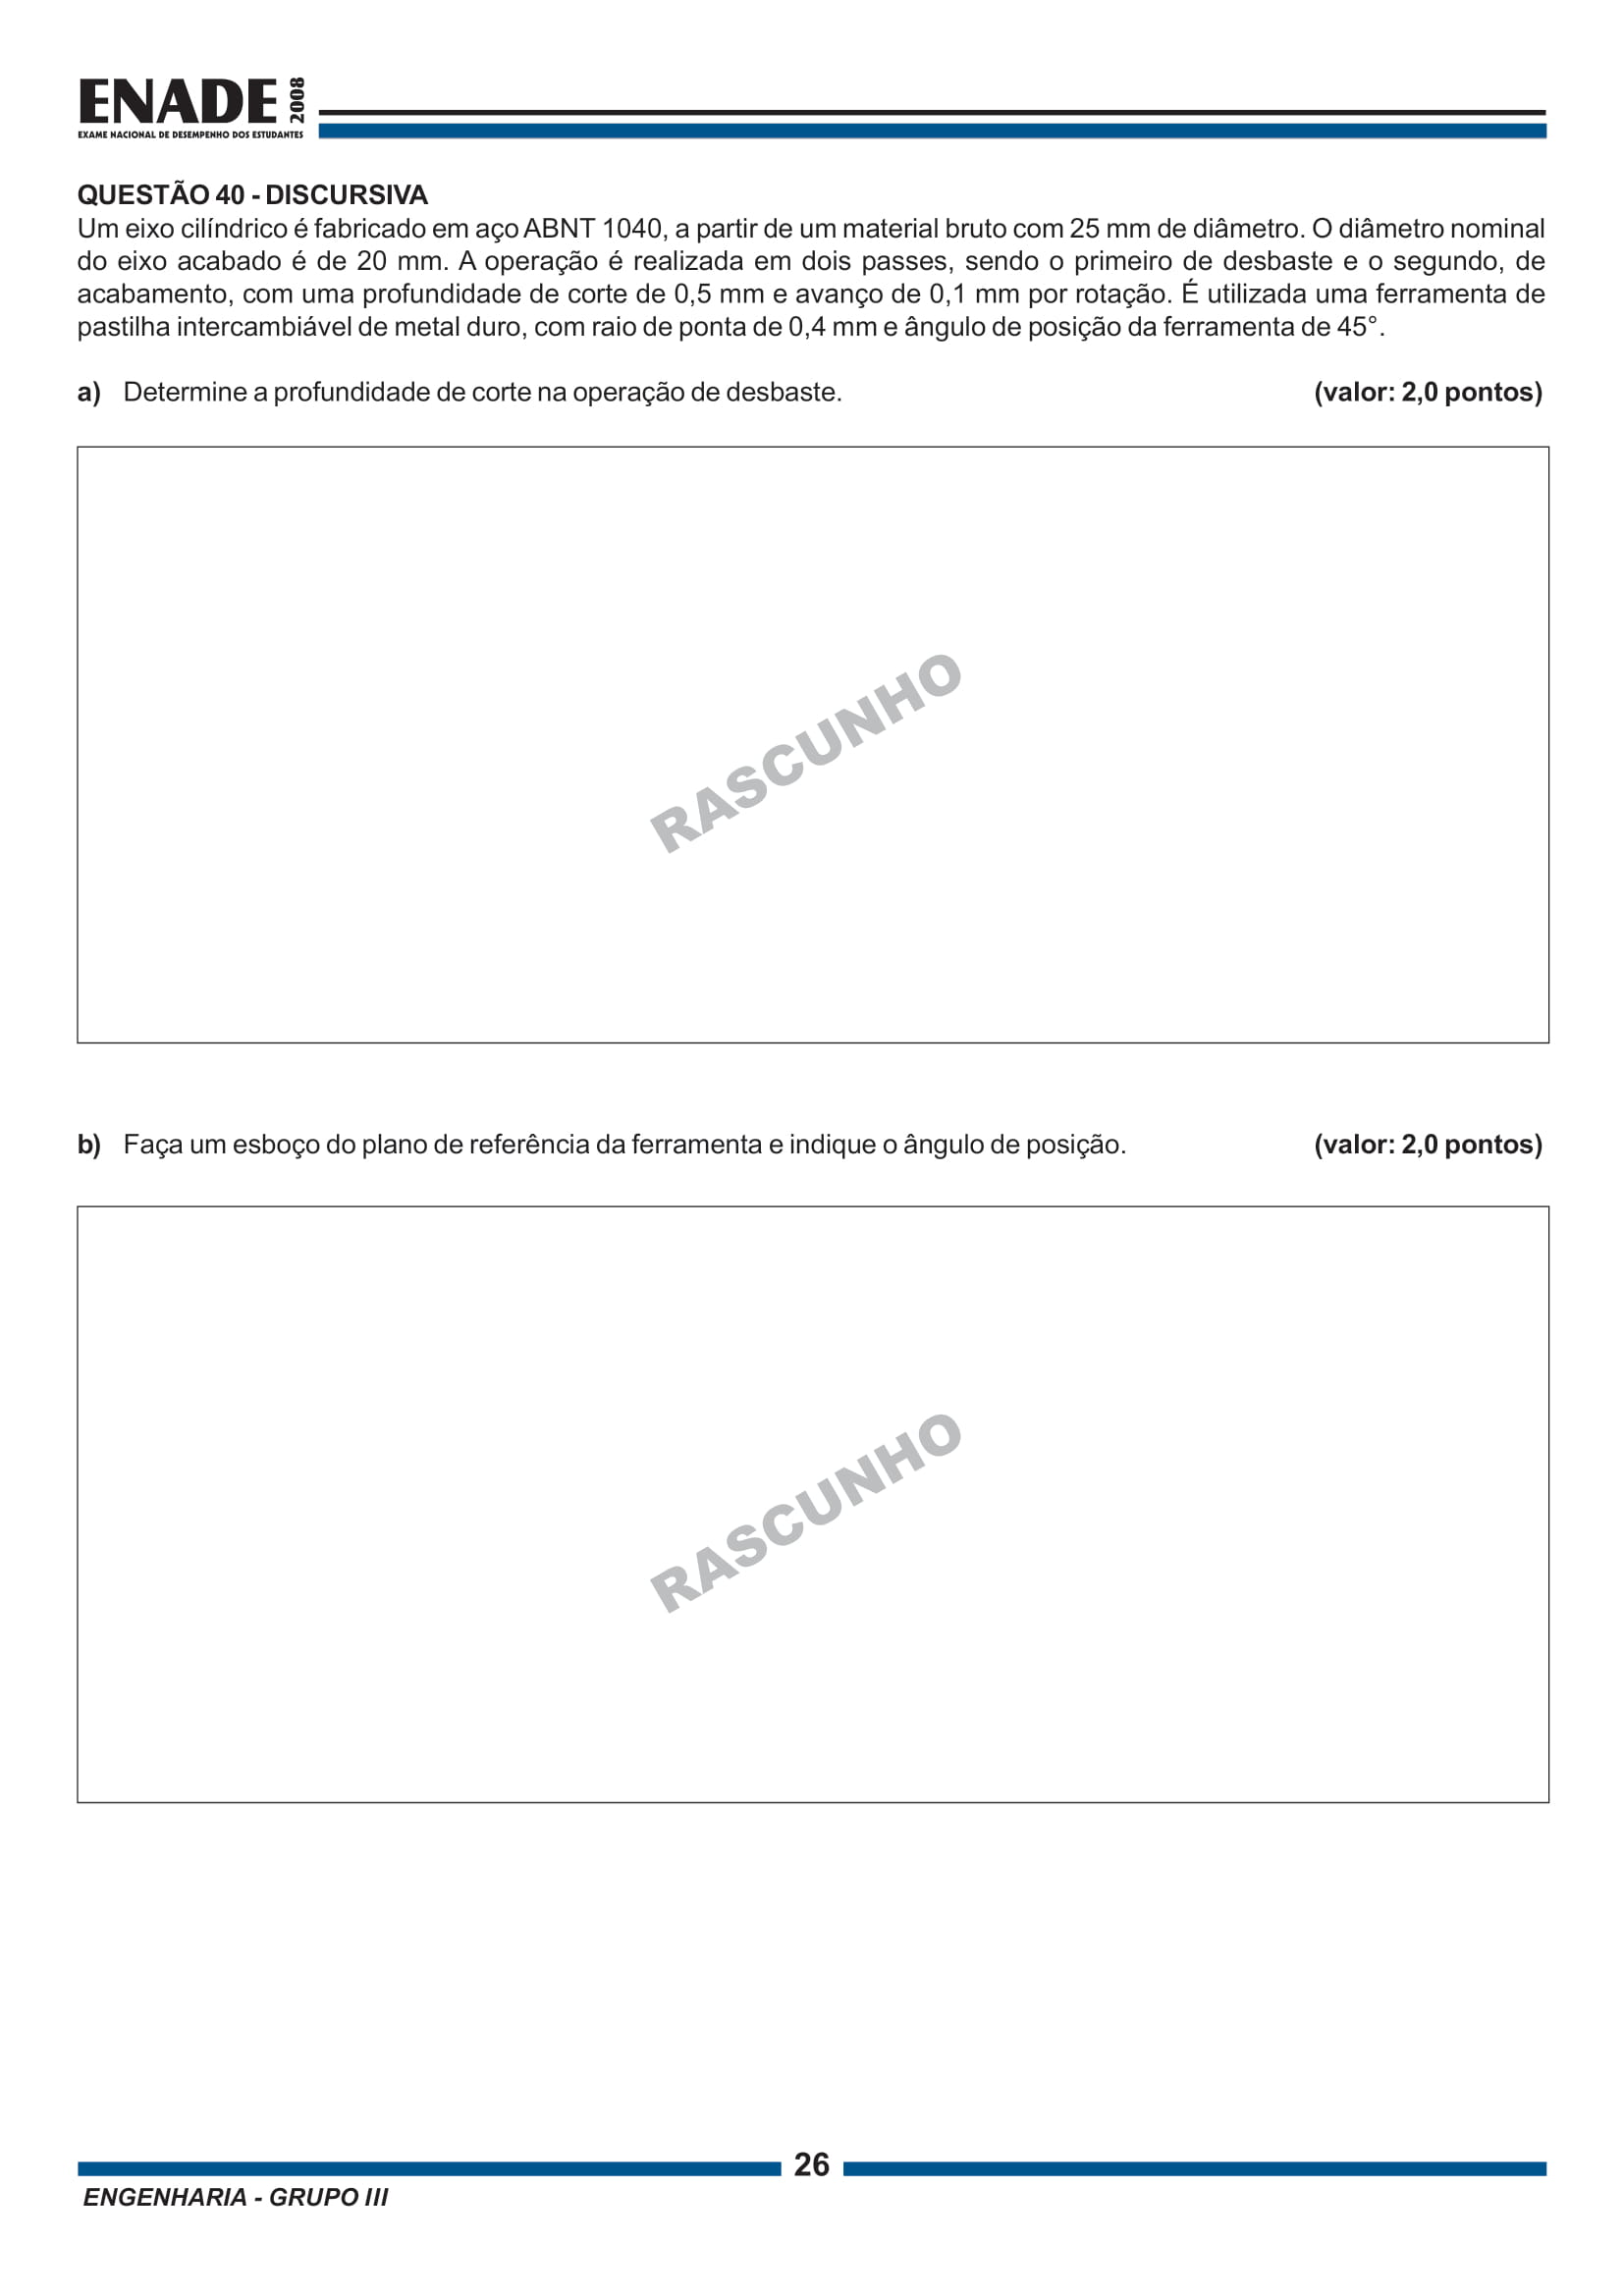 ENADE 2008
EXAME NACIONAL DE DESEMPENHO DOS ESTUDANTES
QUESTÃO 40 - DISCURSIVA
Um eixo cilíndrico é fabricado em aço ABNT 1040, a partir de um material bruto com 25 mm de diâmetro. O diâmetro nominal
do eixo acabado é de 20 mm. A operação é realizada em dois passes, sendo o primeiro de desbaste e o segundo, de
acabamento, com uma profundidade de corte de 0,5 mm e avanço de 0,1 mm por rotação. É utilizada uma ferramenta de
pastilha intercambiável de metal duro, com raio de ponta de 0,4 mm e ângulo de posição da ferramenta de 45°.
a) Determine a profundidade de corte na operação de desbaste. (valor: 2,0 pontos)
RASCUNHO
b) Faça um esboço do plano de referência da ferramenta e indique o ângulo de posição. (valor: 2,0 pontos)
RASCUNHO
26
ENGENHARIA - GRUPO III